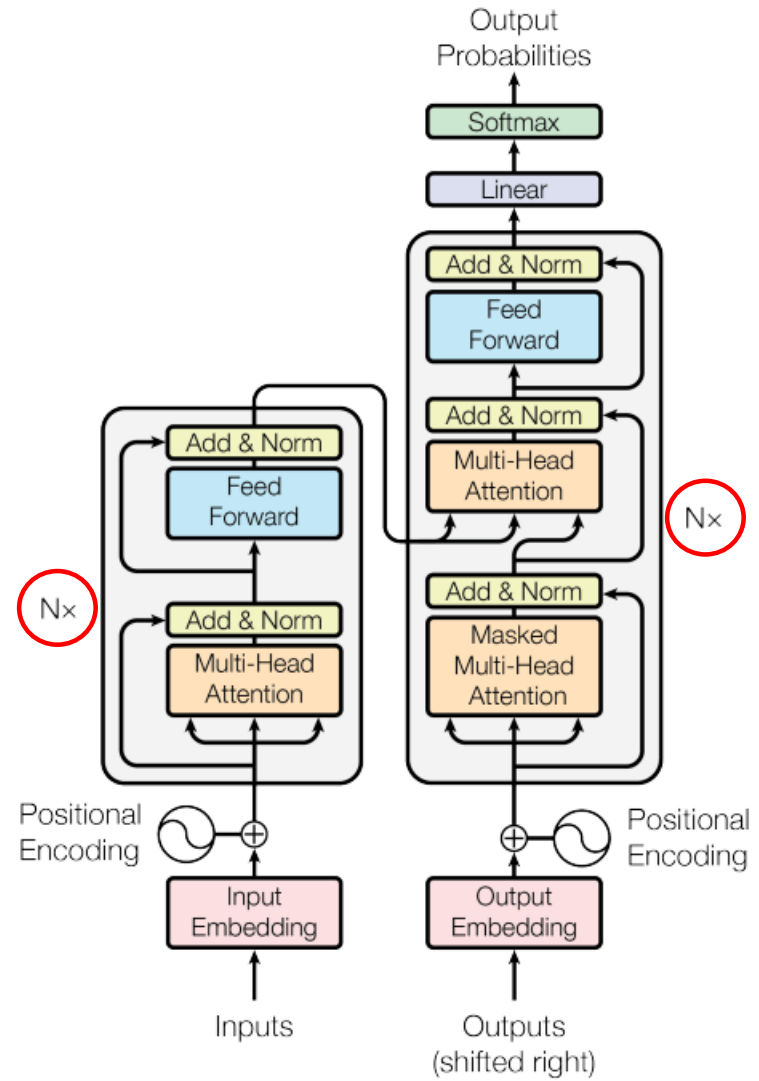 Output
Probabilities
Softmax
Linear
Add & Norm
Feed
Forward
Add & Norm
Multi-Head
Attention
Add & Norm
Masked
Multi-Head
Attention
N×
Add & Norm
Feed
Forward
Add & Norm
Multi-Head
Attention
N×
Positional
Encoding
Positional
Encoding
Input
Embedding
Output
Embedding
Inputs
Outputs
(shifted right)